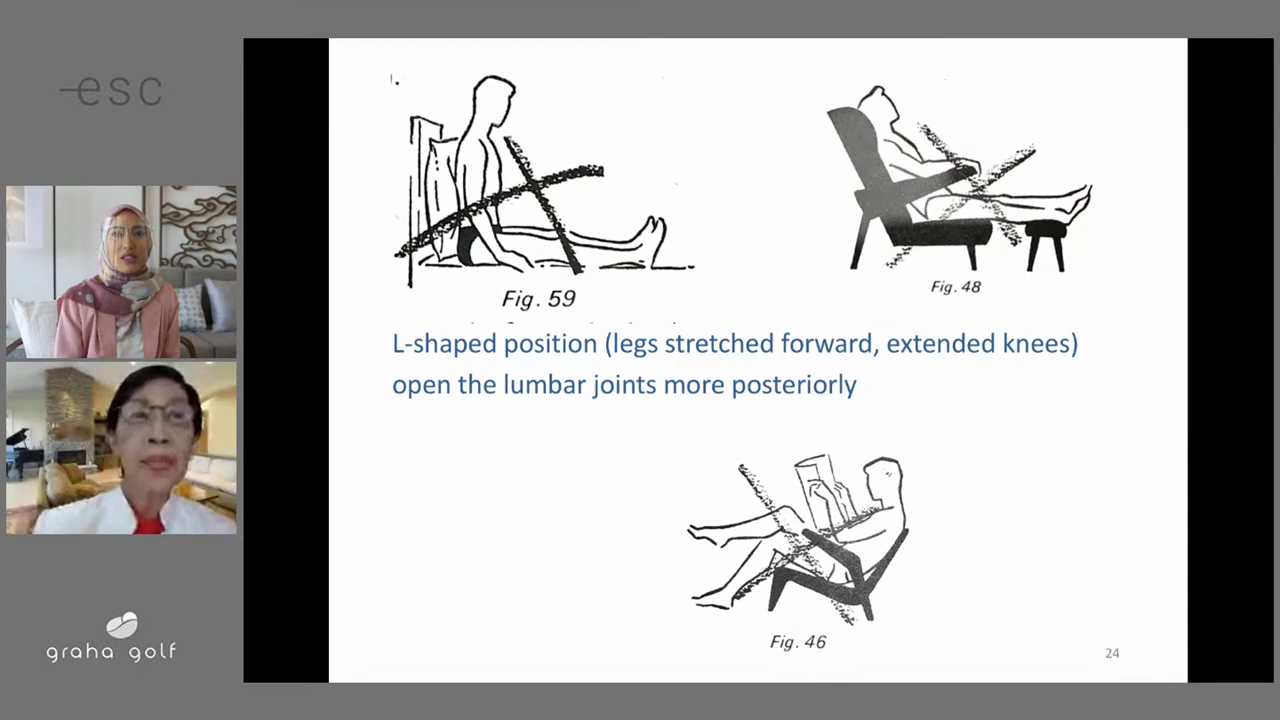 esc
Fig. 59
Fig. 48
L-shaped position (legs stretched forward, extended knees)
open the lumbar joints more posteriorly
Fig. 46
24
graha golf